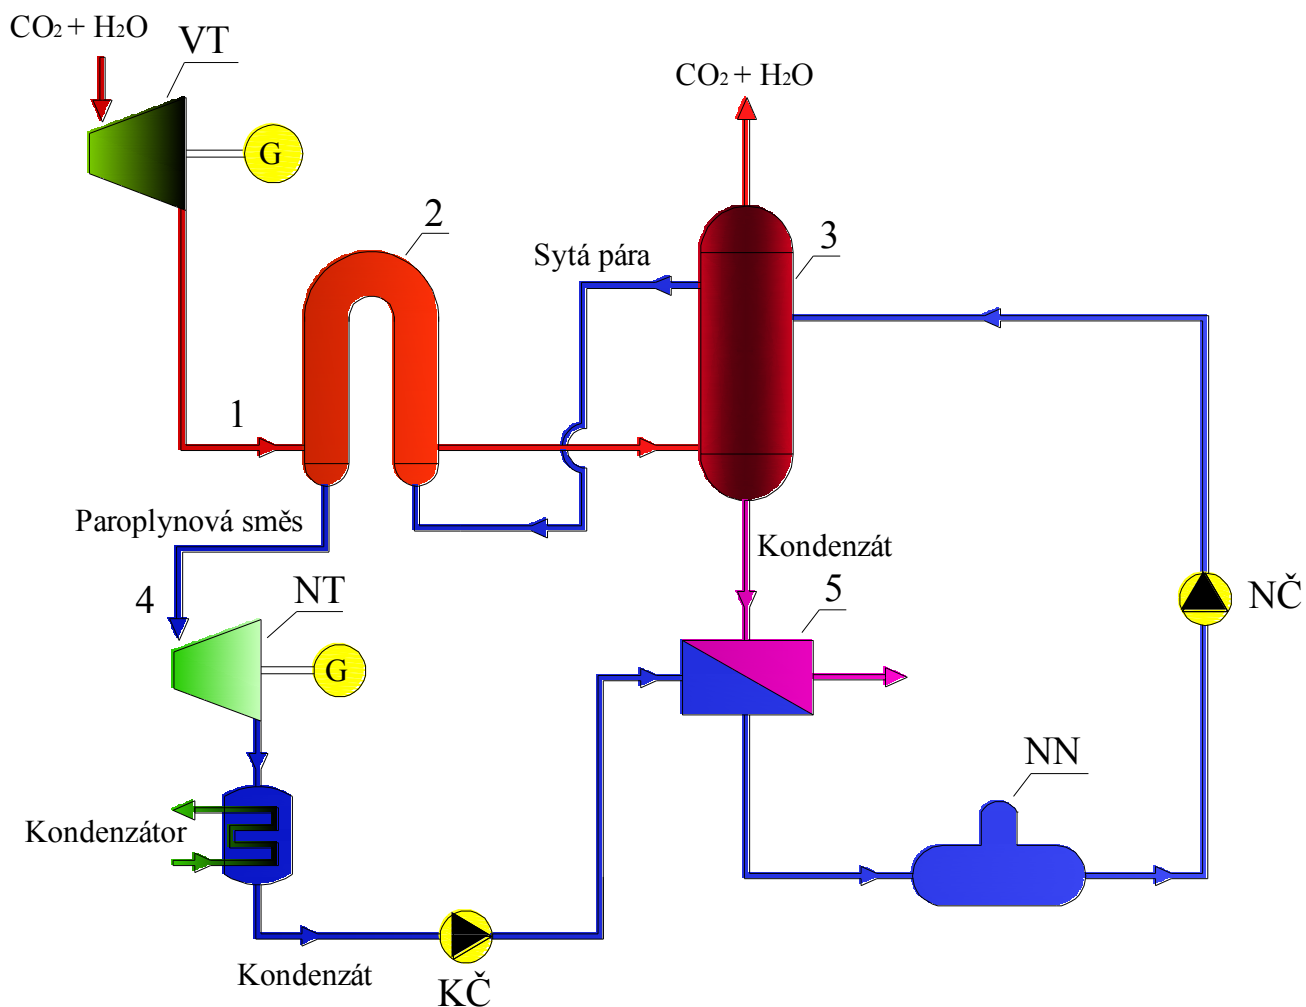 CO₂ + H₂O
VT
CO₂ + H₂O
G
2
3
Sytá pára
1
Paroplynová směs
Kondenzát
4
NT
5
NČ
G
NN
Kondenzátor
Kondenzát
KČ